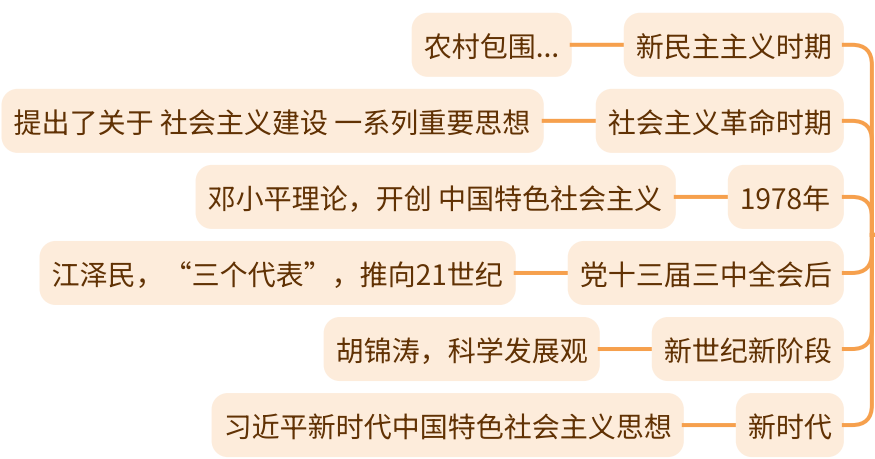 农村包围... 新民主主义时期
提出了关于 社会主义建设 一系列重要思想 社会主义革命时期
邓小平理论，开创 中国特色社会主义 1978年
江泽民，“三个代表”，推向21世纪 党十三届三中全会后
胡锦涛，科学发展观 新世纪新阶段
习近平新时代中国特色社会主义思想 新时代